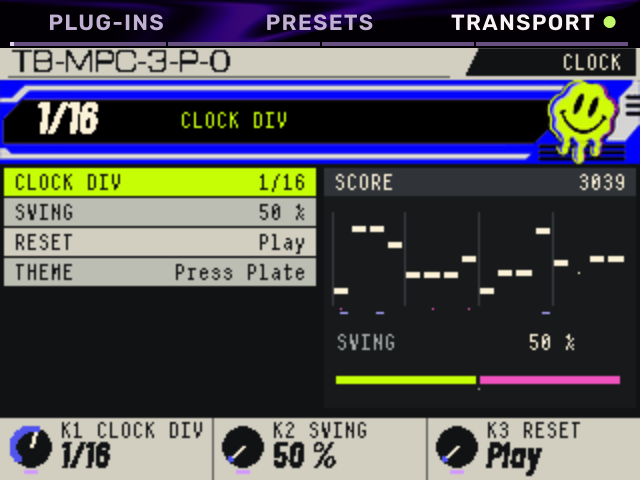 PLUG-INS PRESETS TRANSPORT
TB-MPC-3-P-0 CLOCK
1/16 CLOCK DIV
CLOCK DIV 1/16
SWING 50 %
RESET Play
THEME Press Plate
SCORE 3039
SWING 50 %
K1 CLOCK DIV
1/16
K2 SWING
50 %
K3 RESET
Play